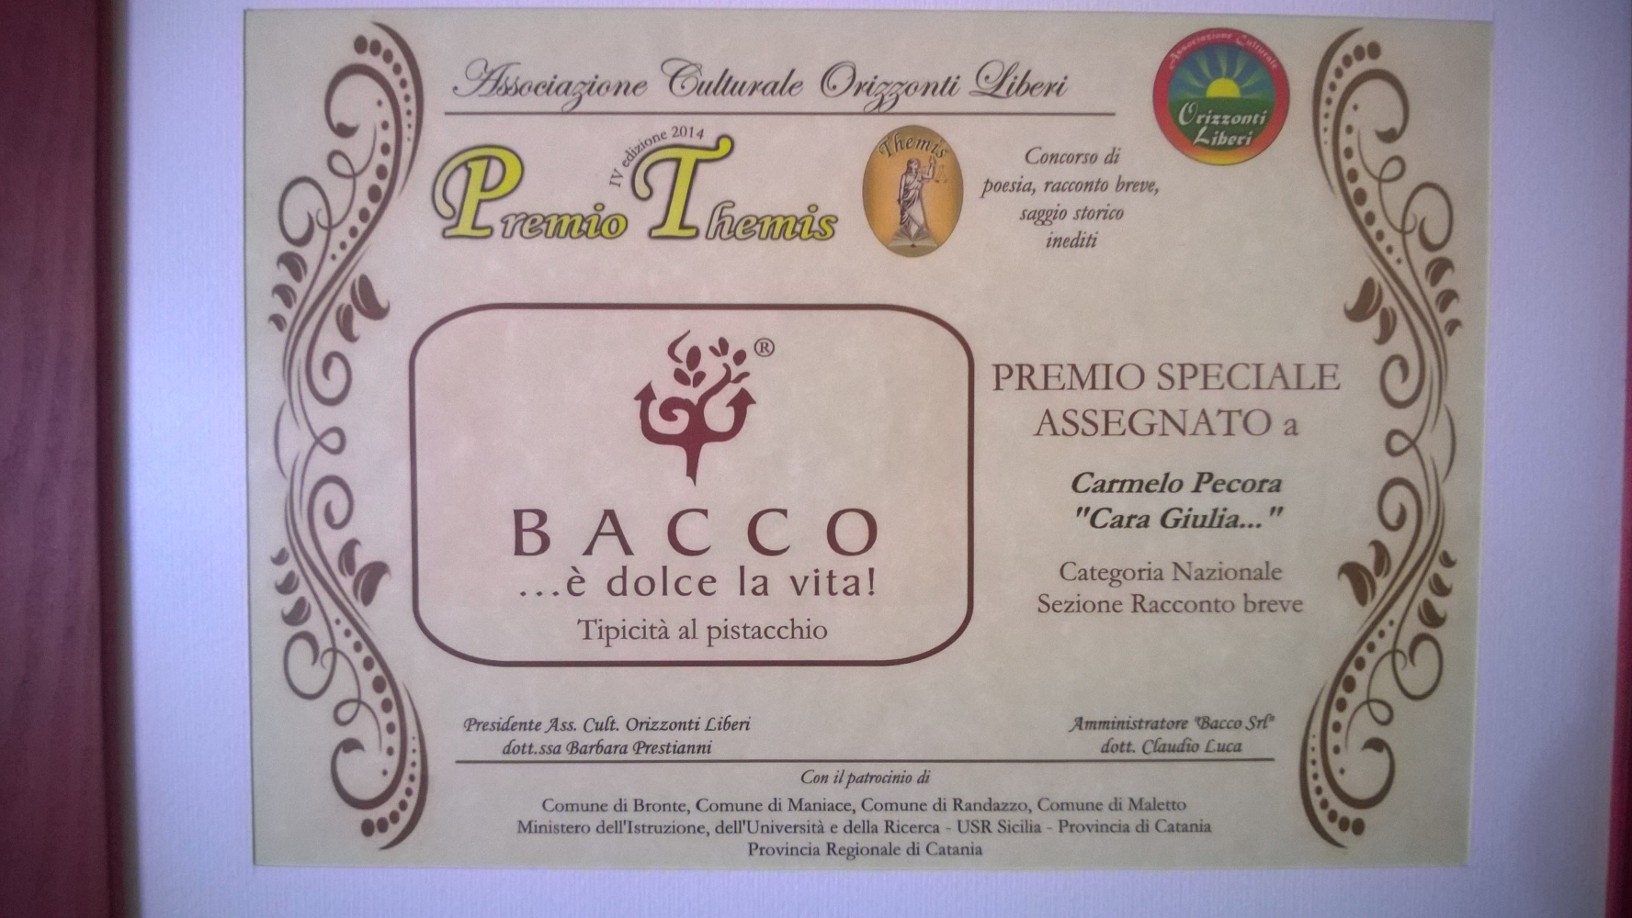 Associazione Culturale Orizzonti Liberi
Associazione Culturale
Orizzonti
Liberi
IV edizione 2014
Premio Themis
Themis
Concorso di
poesia, racconto breve,
saggio storico
inediti
®
BACCO
...è dolce la vita!
Tipicità al pistacchio
PREMIO SPECIALE
ASSEGNATO a
Carmelo Pecora
"Cara Giulia..."
Categoria Nazionale
Sezione Racconto breve
Presidente Ass. Cult. Orizzonti Liberi
dott.ssa Barbara Prestianni
Amministratore "Bacco Srl"
dott. Claudio Luca
Con il patrocinio di
Comune di Bronte, Comune di Maniace, Comune di Randazzo, Comune di Maletto
Ministero dell'Istruzione, dell'Università e della Ricerca - USR Sicilia - Provincia di Catania
Provincia Regionale di Catania